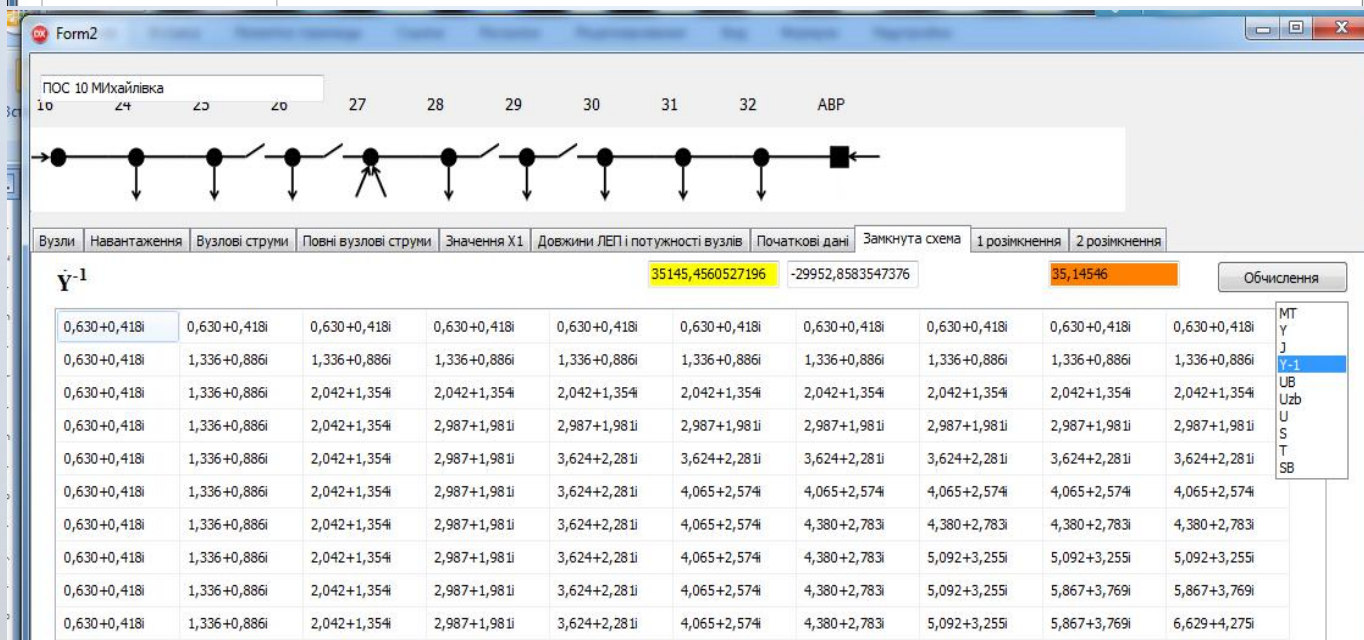 Form2
ПОС 10 МИхайлівка
16 24 25 26 27 28 29 30 31 32 АВР
Вузли Навантаження Вузлові струми Повні вузлові струми Значення X1 Довжини ЛЕП і потужності вузлів Початкові дані Замкнута схема 1 розімкнення 2 розімкнення
Ẏ-1 35145,4560527196 -29952,8583547376 35,14546 Обчислення
0,630+0,418i 0,630+0,418i 0,630+0,418i 0,630+0,418i 0,630+0,418i 0,630+0,418i 0,630+0,418i 0,630+0,418i 0,630+0,418i 0,630+0,418i
0,630+0,418i 1,336+0,886i 1,336+0,886i 1,336+0,886i 1,336+0,886i 1,336+0,886i 1,336+0,886i 1,336+0,886i 1,336+0,886i 1,336+0,886i
0,630+0,418i 1,336+0,886i 2,042+1,354i 2,042+1,354i 2,042+1,354i 2,042+1,354i 2,042+1,354i 2,042+1,354i 2,042+1,354i 2,042+1,354i
0,630+0,418i 1,336+0,886i 2,042+1,354i 2,987+1,981i 2,987+1,981i 2,987+1,981i 2,987+1,981i 2,987+1,981i 2,987+1,981i 2,987+1,981i
0,630+0,418i 1,336+0,886i 2,042+1,354i 2,987+1,981i 3,624+2,281i 3,624+2,281i 3,624+2,281i 3,624+2,281i 3,624+2,281i 3,624+2,281i
0,630+0,418i 1,336+0,886i 2,042+1,354i 2,987+1,981i 3,624+2,281i 4,065+2,574i 4,065+2,574i 4,065+2,574i 4,065+2,574i 4,065+2,574i
0,630+0,418i 1,336+0,886i 2,042+1,354i 2,987+1,981i 3,624+2,281i 4,065+2,574i 4,380+2,783i 4,380+2,783i 4,380+2,783i 4,380+2,783i
0,630+0,418i 1,336+0,886i 2,042+1,354i 2,987+1,981i 3,624+2,281i 4,065+2,574i 4,380+2,783i 5,092+3,255i 5,092+3,255i 5,092+3,255i
0,630+0,418i 1,336+0,886i 2,042+1,354i 2,987+1,981i 3,624+2,281i 4,065+2,574i 4,380+2,783i 5,092+3,255i 5,867+3,769i 5,867+3,769i
0,630+0,418i 1,336+0,886i 2,042+1,354i 2,987+1,981i 3,624+2,281i 4,065+2,574i 4,380+2,783i 5,092+3,255i 5,867+3,769i 6,629+4,275i
MT
Y
J
Y-1
UB
Uzb
U
S
T
SB